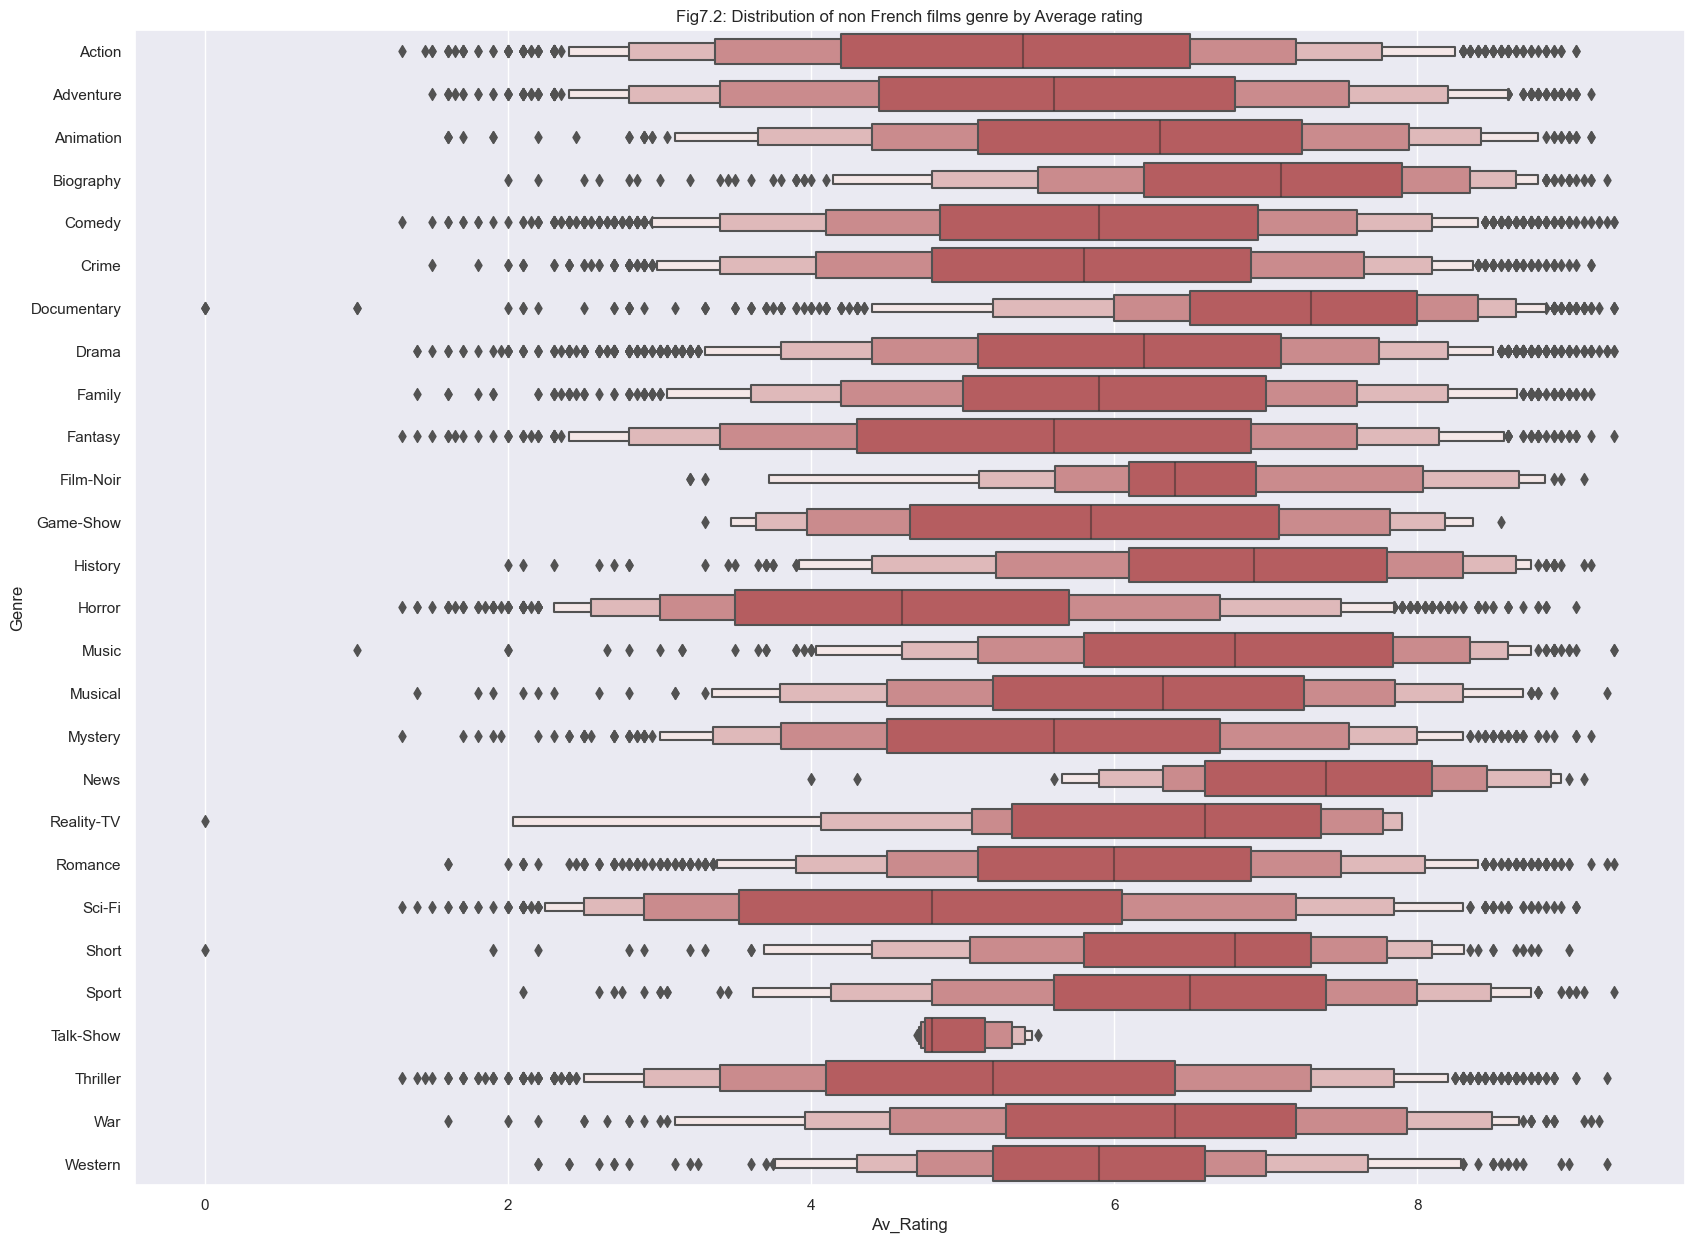 Fig7.2: Distribution of non French films genre by Average rating
Genre
Action
Adventure
Animation
Biography
Comedy
Crime
Documentary
Drama
Family
Fantasy
Film-Noir
Game-Show
History
Horror
Music
Musical
Mystery
News
Reality-TV
Romance
Sci-Fi
Short
Sport
Talk-Show
Thriller
War
Western
0 2 4 6 8
Av_Rating